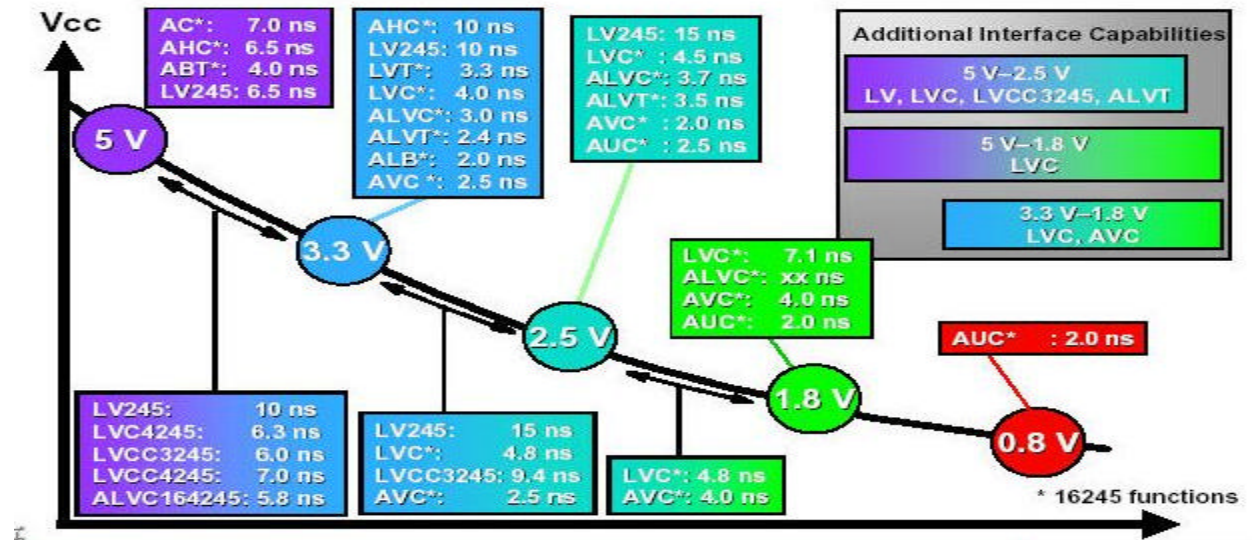 Vcc
AC*: 7.0 ns
AHC*: 6.5 ns
ABT*: 4.0 ns
LV245: 6.5 ns
AHC*: 10 ns
LV245: 10 ns
LVT*: 3.3 ns
LVC*: 4.0 ns
ALVC*: 3.0 ns
ALVT*: 2.4 ns
ALB*: 2.0 ns
AVC *: 2.5 ns
LV245: 15 ns
LVC* : 4.5 ns
ALVC*: 3.7 ns
ALVT*: 3.5 ns
AVC* : 2.0 ns
AUC* : 2.5 ns
Additional Interface Capabilities
5 V–2.5 V
LV, LVC, LVCC3245, ALVT
5 V–1.8 V
LVC
3.3 V–1.8 V
LVC, AVC
5 V
3.3 V
2.5 V
1.8 V
0.8 V
LVC*: 7.1 ns
ALVC*: xx ns
AVC*: 4.0 ns
AUC*: 2.0 ns
AUC* : 2.0 ns
LV245: 10 ns
LVC4245: 6.3 ns
LVCC3245: 6.0 ns
LVCC4245: 7.0 ns
ALVC164245: 5.8 ns
LV245: 15 ns
LVC*: 4.8 ns
LVCC3245: 9.4 ns
AVC*: 2.5 ns
LVC*: 4.8 ns
AVC*: 4.0 ns
* 16245 functions